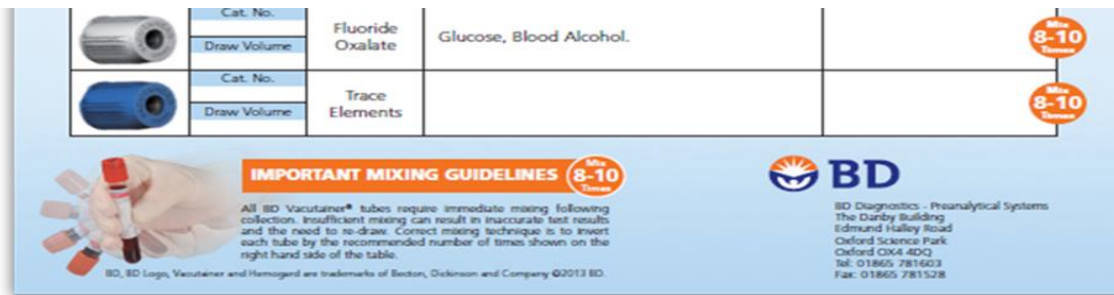 Cat. No.
Draw Volume
Fluoride
Oxalate
Glucose, Blood Alcohol.
Mix
8-10
Times
Cat. No.
Draw Volume
Trace
Elements
Mix
8-10
Times
IMPORTANT MIXING GUIDELINES
Mix
8-10
Times
All BD Vacutainer® tubes require immediate mixing following
collection. Insufficient mixing can result in inaccurate test results
and the need to re-draw. Correct mixing technique is to invert
each tube by the recommended number of times shown on the
right hand side of the table.
BD, BD Logo, Vacutainer and Hemogard are trademarks of Becton, Dickinson and Company ©2013 BD.
BD
BD Diagnostics - Preanalytical Systems
The Danby Building
Edmund Halley Road
Oxford Science Park
Oxford OX4 4DQ
Tel: 01865 781603
Fax: 01865 781528